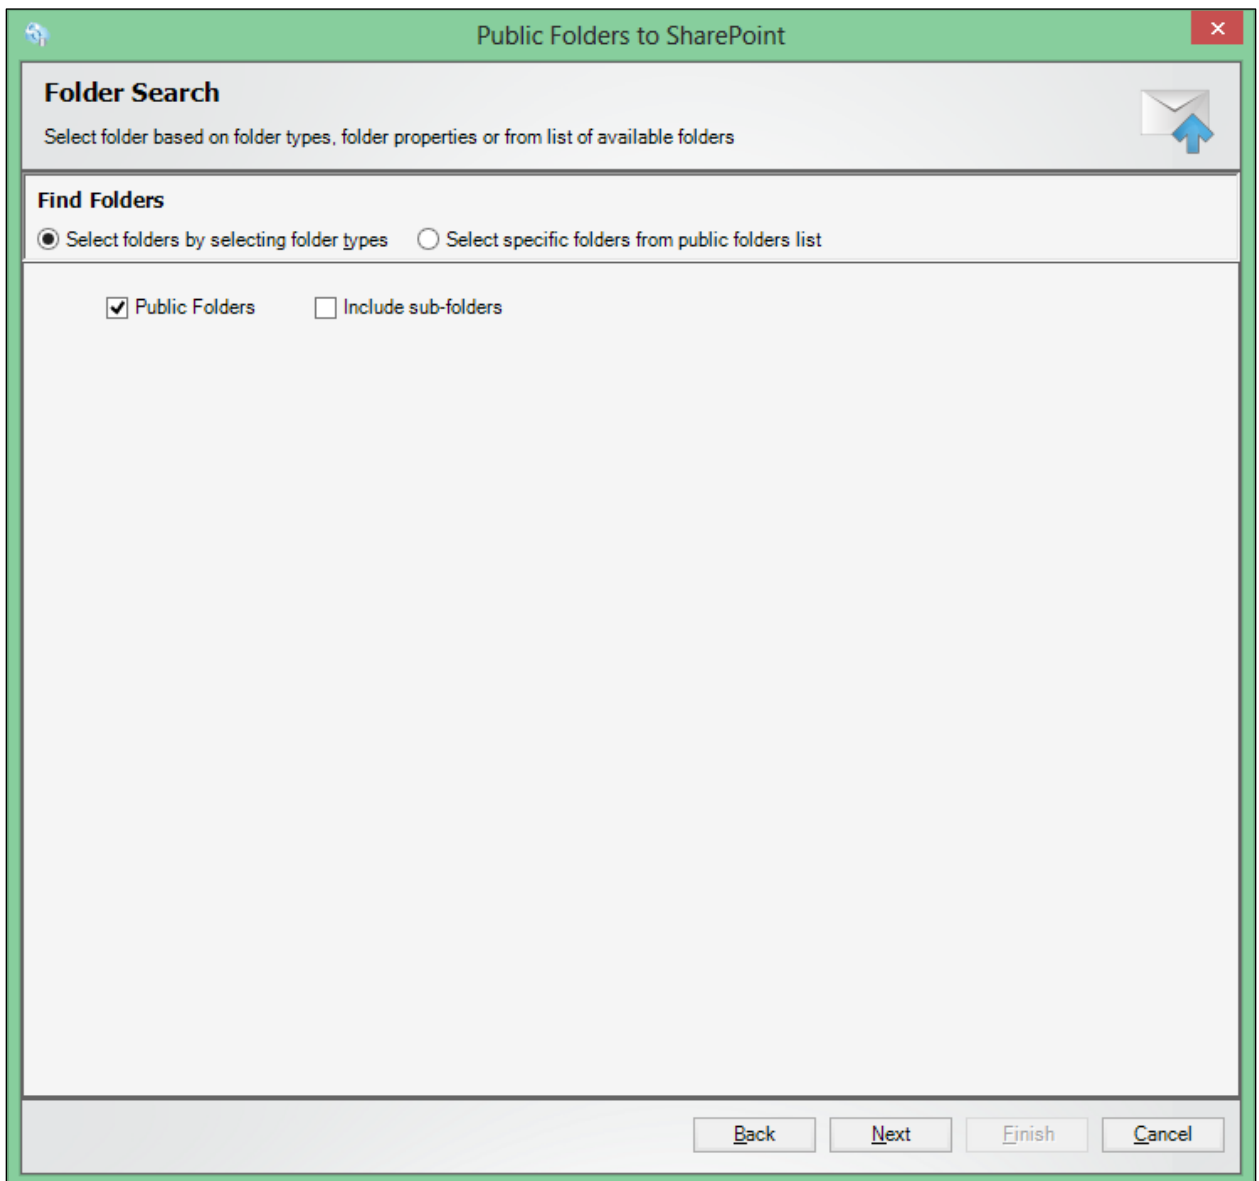 Public Folders to SharePoint
Folder Search
Select folder based on folder types, folder properties or from list of available folders
Find Folders
Select folders by selecting folder types Select specific folders from public folders list
Public Folders Include sub-folders
Back Next Finish Cancel